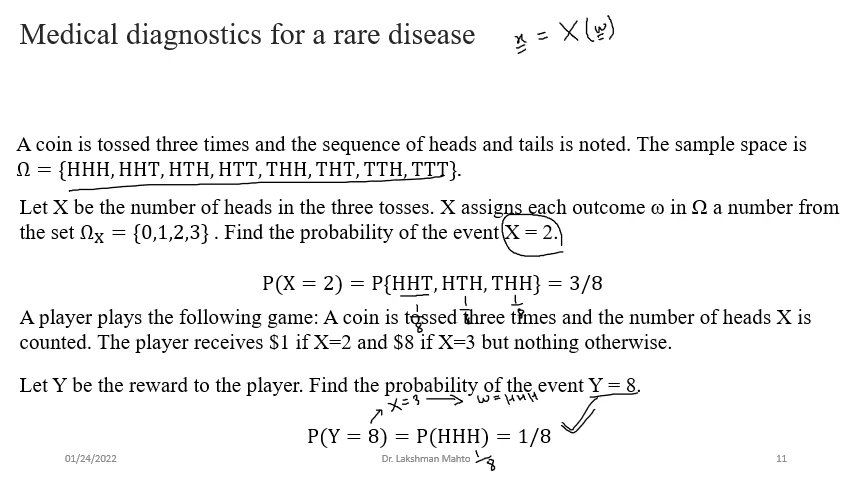 Medical diagnostics for a rare disease x = X(w)
A coin is tossed three times and the sequence of heads and tails is noted. The sample space is
Ω = {HHH, HHT, HTH, HTT, THH, THT, TTH, TTT}.
Let X be the number of heads in the three tosses. X assigns each outcome ω in Ω a number from
the set Ωₓ = {0,1,2,3} . Find the probability of the event X = 2.
P(X = 2) = P{HHT, HTH, THH} = 3/8
1/8 1/8 1/8
A player plays the following game: A coin is tossed three times and the number of heads X is
counted. The player receives $1 if X=2 and $8 if X=3 but nothing otherwise.
Let Y be the reward to the player. Find the probability of the event Y = 8.
X=3 → w = HHH
P(Y = 8) = P(HHH) = 1/8
1/8
01/24/2022 Dr. Lakshman Mahto 11